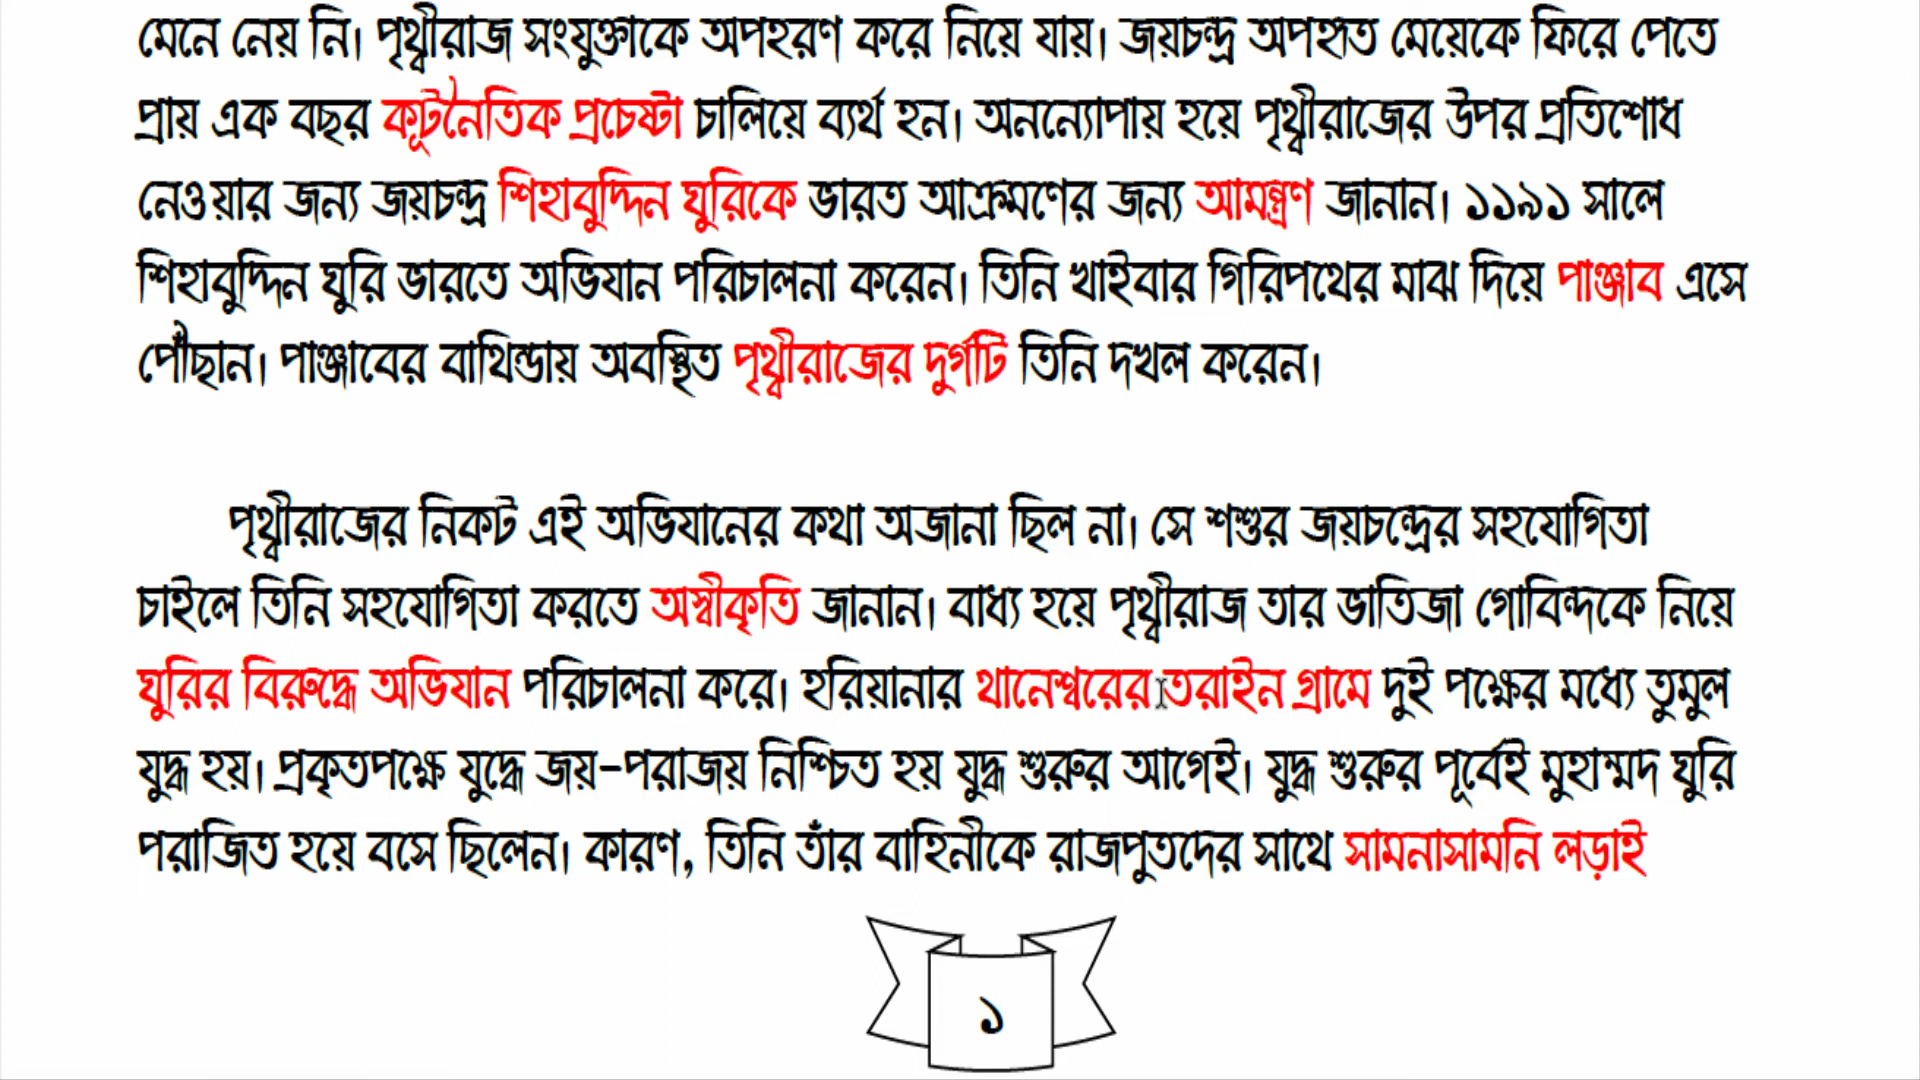 মেনে নেয় নি। পৃথ্বীরাজ সংযুক্তাকে অপহরণ করে নিয়ে যায়। জয়চন্দ্র অপহৃত মেয়েকে ফিরে পেতে
প্রায় এক বছর কূটনৈতিক প্রচেষ্টা চালিয়ে ব্যর্থ হন। অনন্যোপায় হয়ে পৃথ্বীরাজের উপর প্রতিশোধ
নেওয়ার জন্য জয়চন্দ্র শিহাবুদ্দিন ঘুরিকে ভারত আক্রমণের জন্য আমন্ত্রণ জানান। ১১৯১ সালে
শিহাবুদ্দিন ঘুরি ভারতে অভিযান পরিচালনা করেন। তিনি খাইবার গিরিপথের মাঝ দিয়ে পাঞ্জাব এসে
পৌঁছান। পাঞ্জাবের বাথিন্ডায় অবস্থিত পৃথ্বীরাজের দুর্গটি তিনি দখল করেন।
পৃথ্বীরাজের নিকট এই অভিযানের কথা অজানা ছিল না। সে শশুর জয়চন্দ্রের সহযোগিতা
চাইলে তিনি সহযোগিতা করতে অস্বীকৃতি জানান। বাধ্য হয়ে পৃথ্বীরাজ তার ভাতিজা গোবিন্দকে নিয়ে
ঘুরির বিরুদ্ধে অভিযান পরিচালনা করে। হরিয়ানার থানেশ্বরের তরাইন গ্রামে দুই পক্ষের মধ্যে তুমুল
যুদ্ধ হয়। প্রকৃতপক্ষে যুদ্ধে জয়-পরাজয় নিশ্চিত হয় যুদ্ধ শুরুর আগেই। যুদ্ধ শুরুর পূর্বেই মুহাম্মদ ঘুরি
পরাজিত হয়ে বসে ছিলেন। কারণ, তিনি তাঁর বাহিনীকে রাজপুতদের সাথে সামনাসামনি লড়াই
১